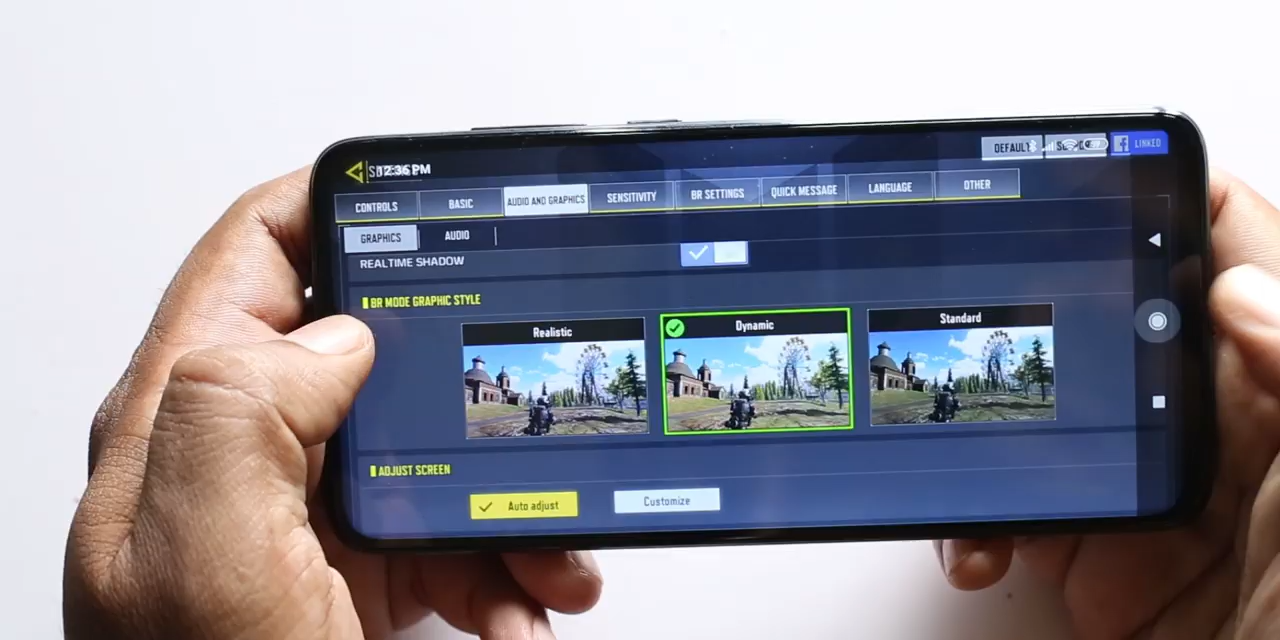 12:36 PM
DEFAULT
LINKED
CONTROLS
BASIC
AUDIO AND GRAPHICS
SENSITIVITY
BR SETTINGS
QUICK MESSAGE
LANGUAGE
OTHER
GRAPHICS
AUDIO
REALTIME SHADOW
BR MODE GRAPHIC STYLE
Realistic
Dynamic
Standard
ADJUST SCREEN
Auto adjust
Customize